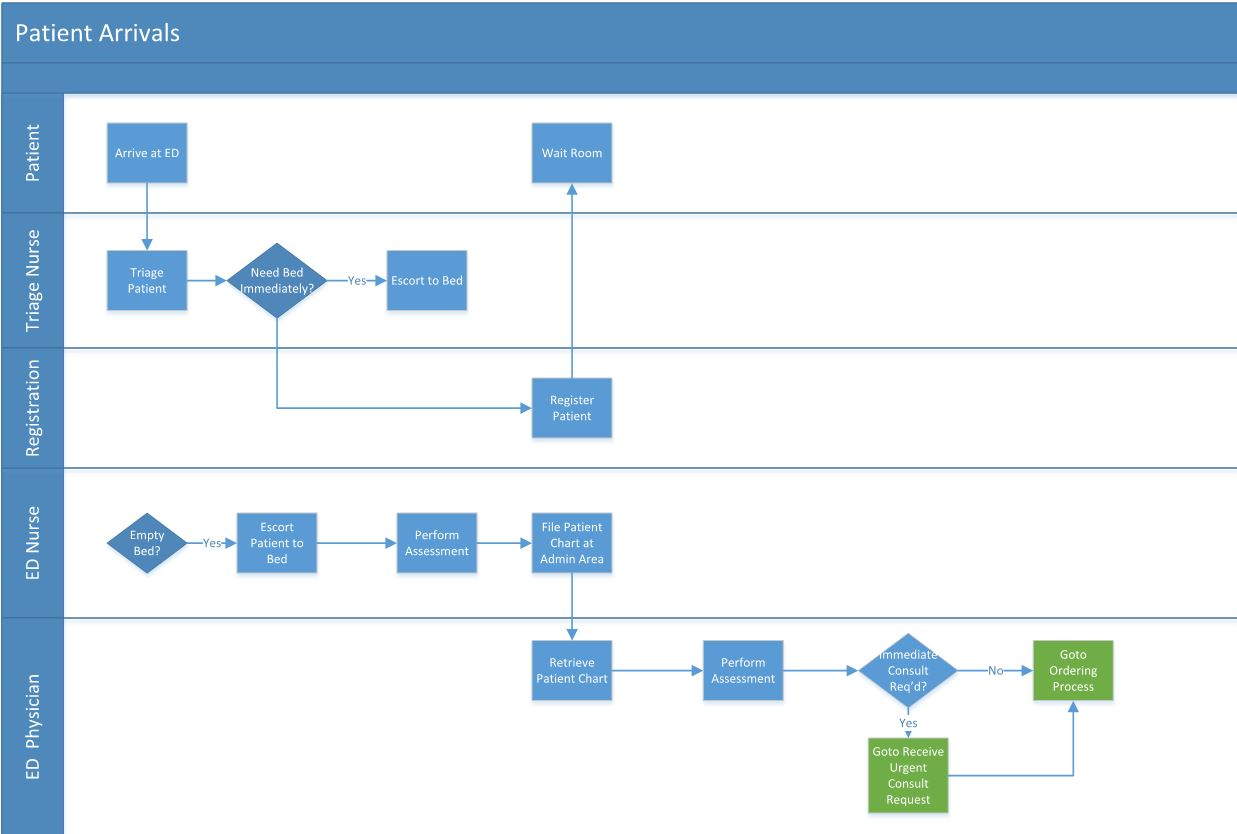 Patient Arrivals
Patient
Arrive at ED
Wait Room
Triage Nurse
Triage
Patient
Need Bed
Immediately?
Yes
Escort to Bed
Registration
Register
Patient
ED Nurse
Empty
Bed?
Yes
Escort
Patient to
Bed
Perform
Assessment
File Patient
Chart at
Admin Area
ED Physician
Retrieve
Patient Chart
Perform
Assessment
Immediate
Consult
Req'd?
No
Goto
Ordering
Process
Yes
Goto Receive
Urgent
Consult
Request